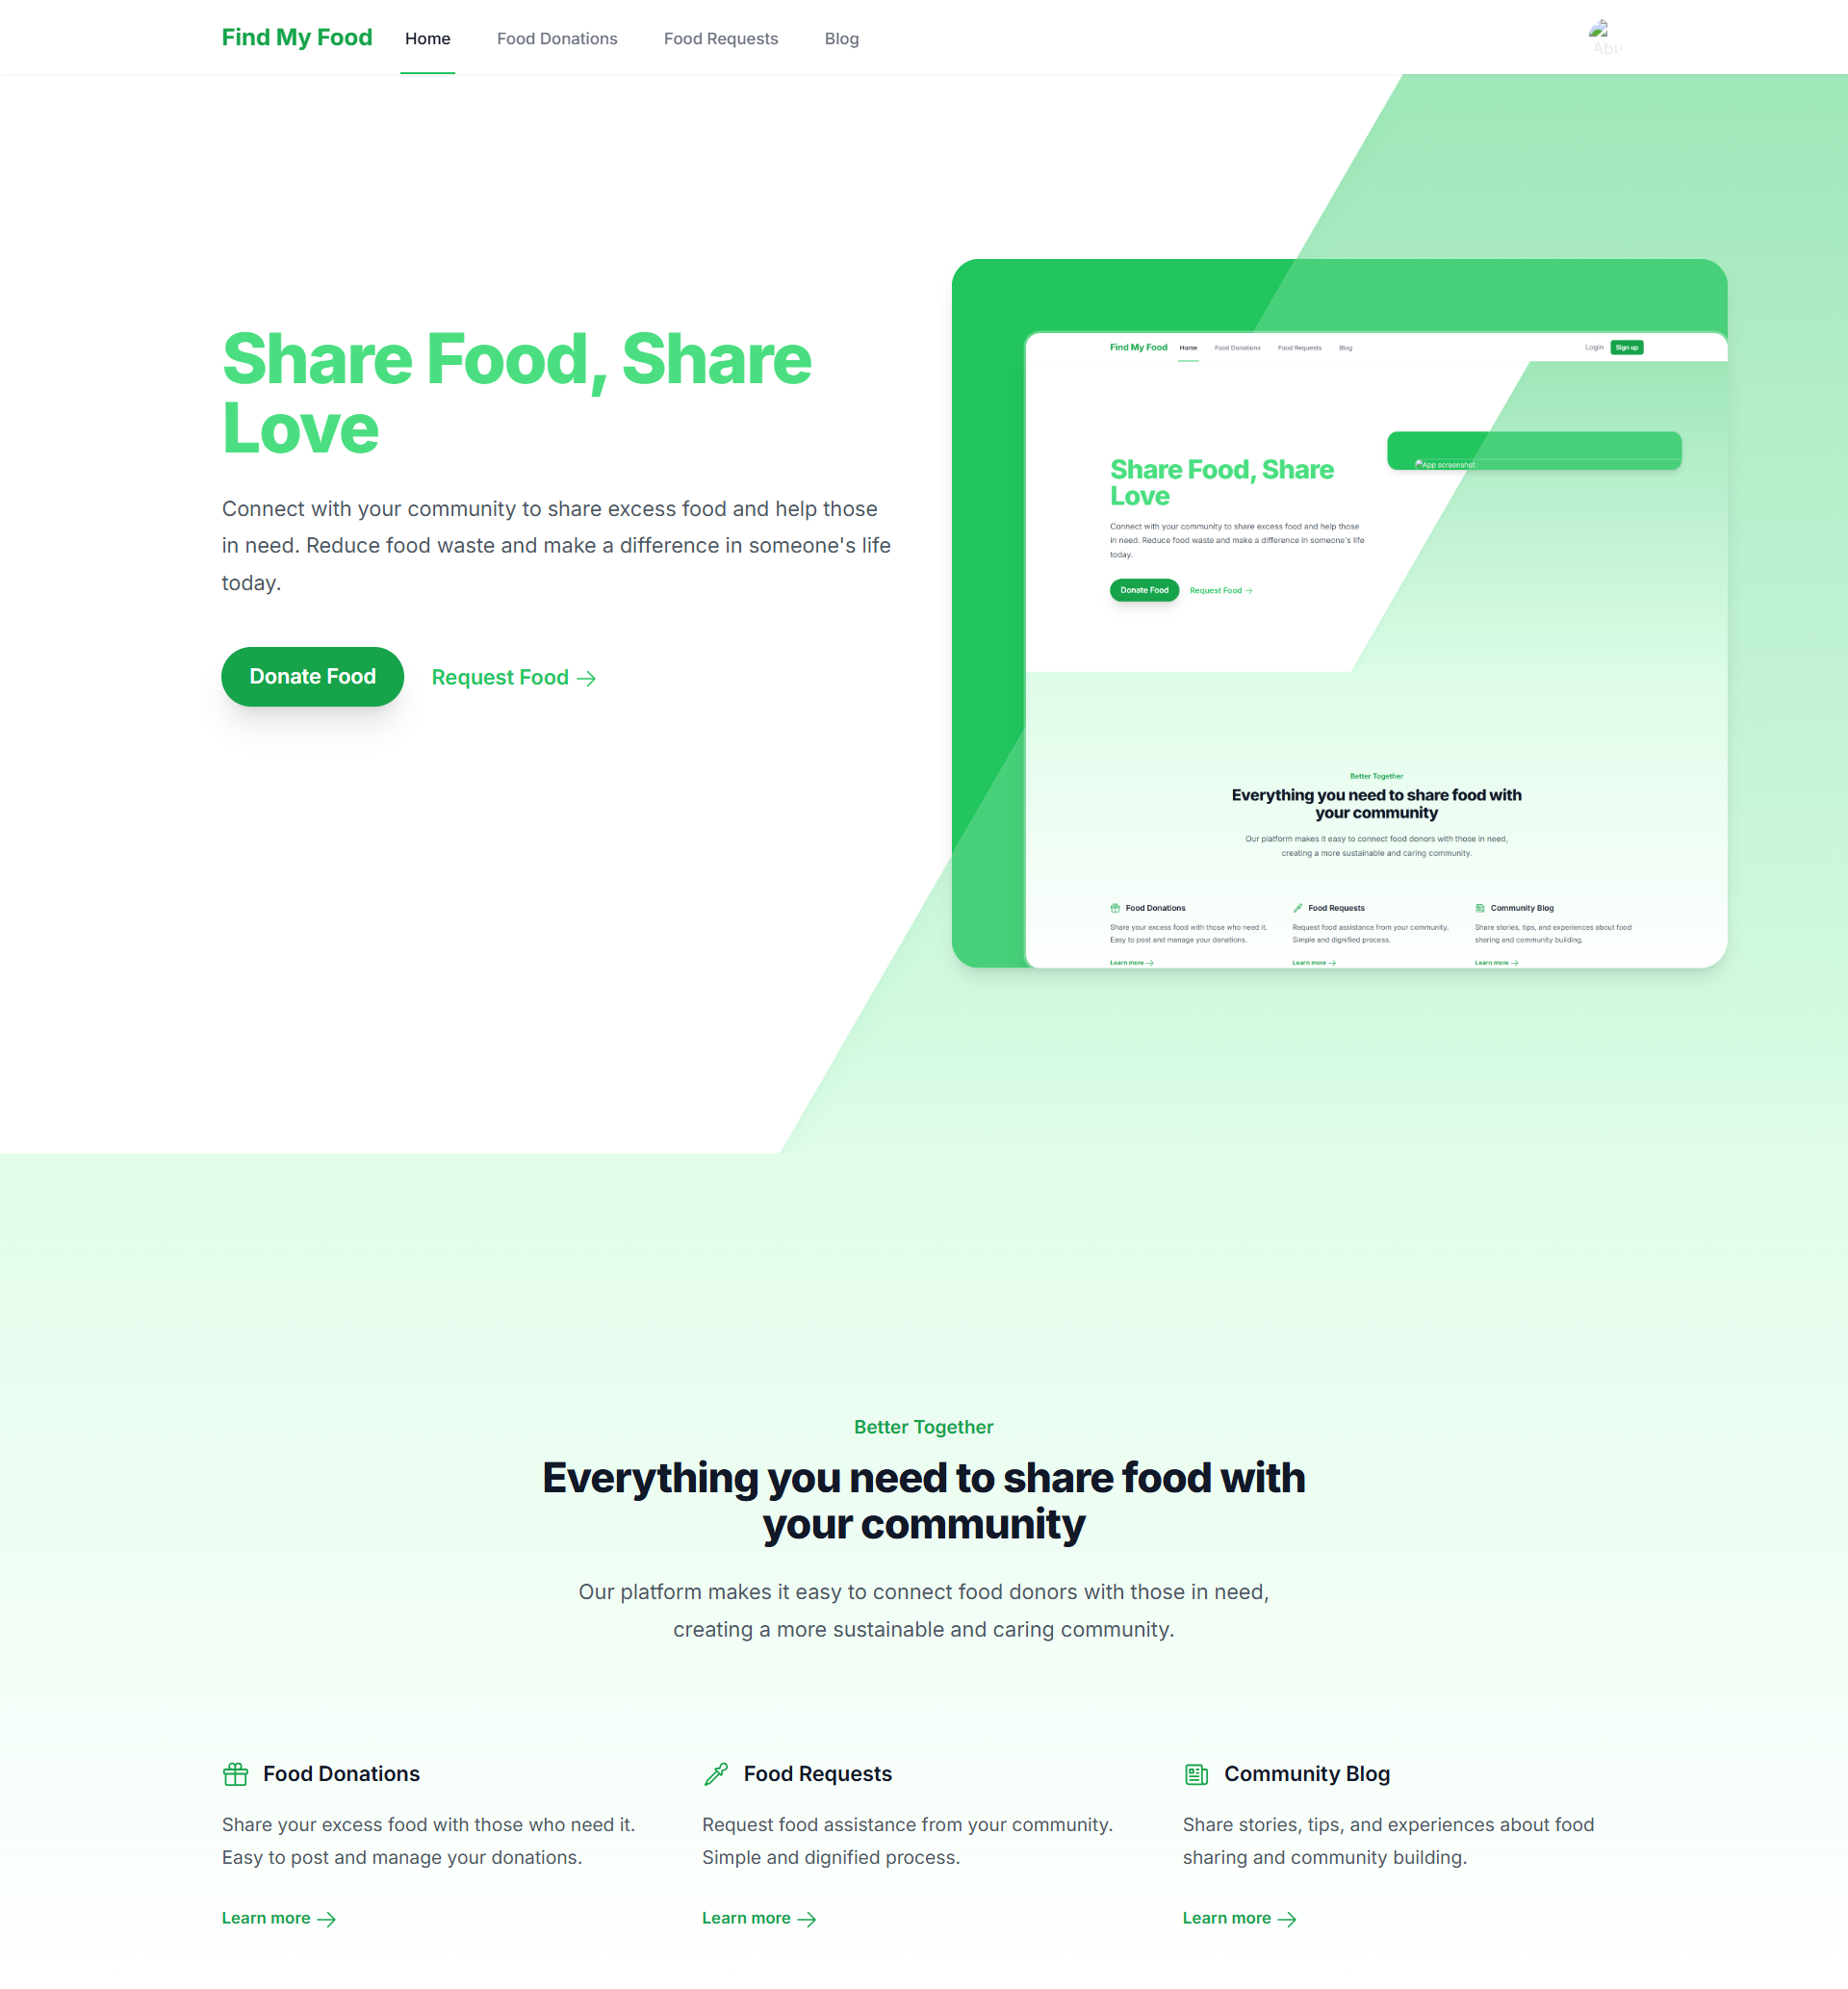 Find My Food Home Food Donations Food Requests Blog
Share Food, Share
Love
Connect with your community to share excess food and help those
in need. Reduce food waste and make a difference in someone's life
today.
Donate Food Request Food →
Find My Food Home Food Donations Food Requests Blog Login Sign up
App screenshot
Share Food, Share
Love
Connect with your community to share excess food and help those
in need. Reduce food waste and make a difference in someone's life
today.
Donate Food Request Food →
Better Together
Everything you need to share food with
your community
Our platform makes it easy to connect food donors with those in need,
creating a more sustainable and caring community.
Food Donations Food Requests Community Blog
Share your excess food with those who need it. Request food assistance from your community. Share stories, tips, and experiences about food
Easy to post and manage your donations. Simple and dignified process. sharing and community building.
Learn more → Learn more → Learn more →
Better Together
Everything you need to share food with
your community
Our platform makes it easy to connect food donors with those in need,
creating a more sustainable and caring community.
Food Donations
Share your excess food with those who need it.
Easy to post and manage your donations.
Learn more →
Food Requests
Request food assistance from your community.
Simple and dignified process.
Learn more →
Community Blog
Share stories, tips, and experiences about food
sharing and community building.
Learn more →